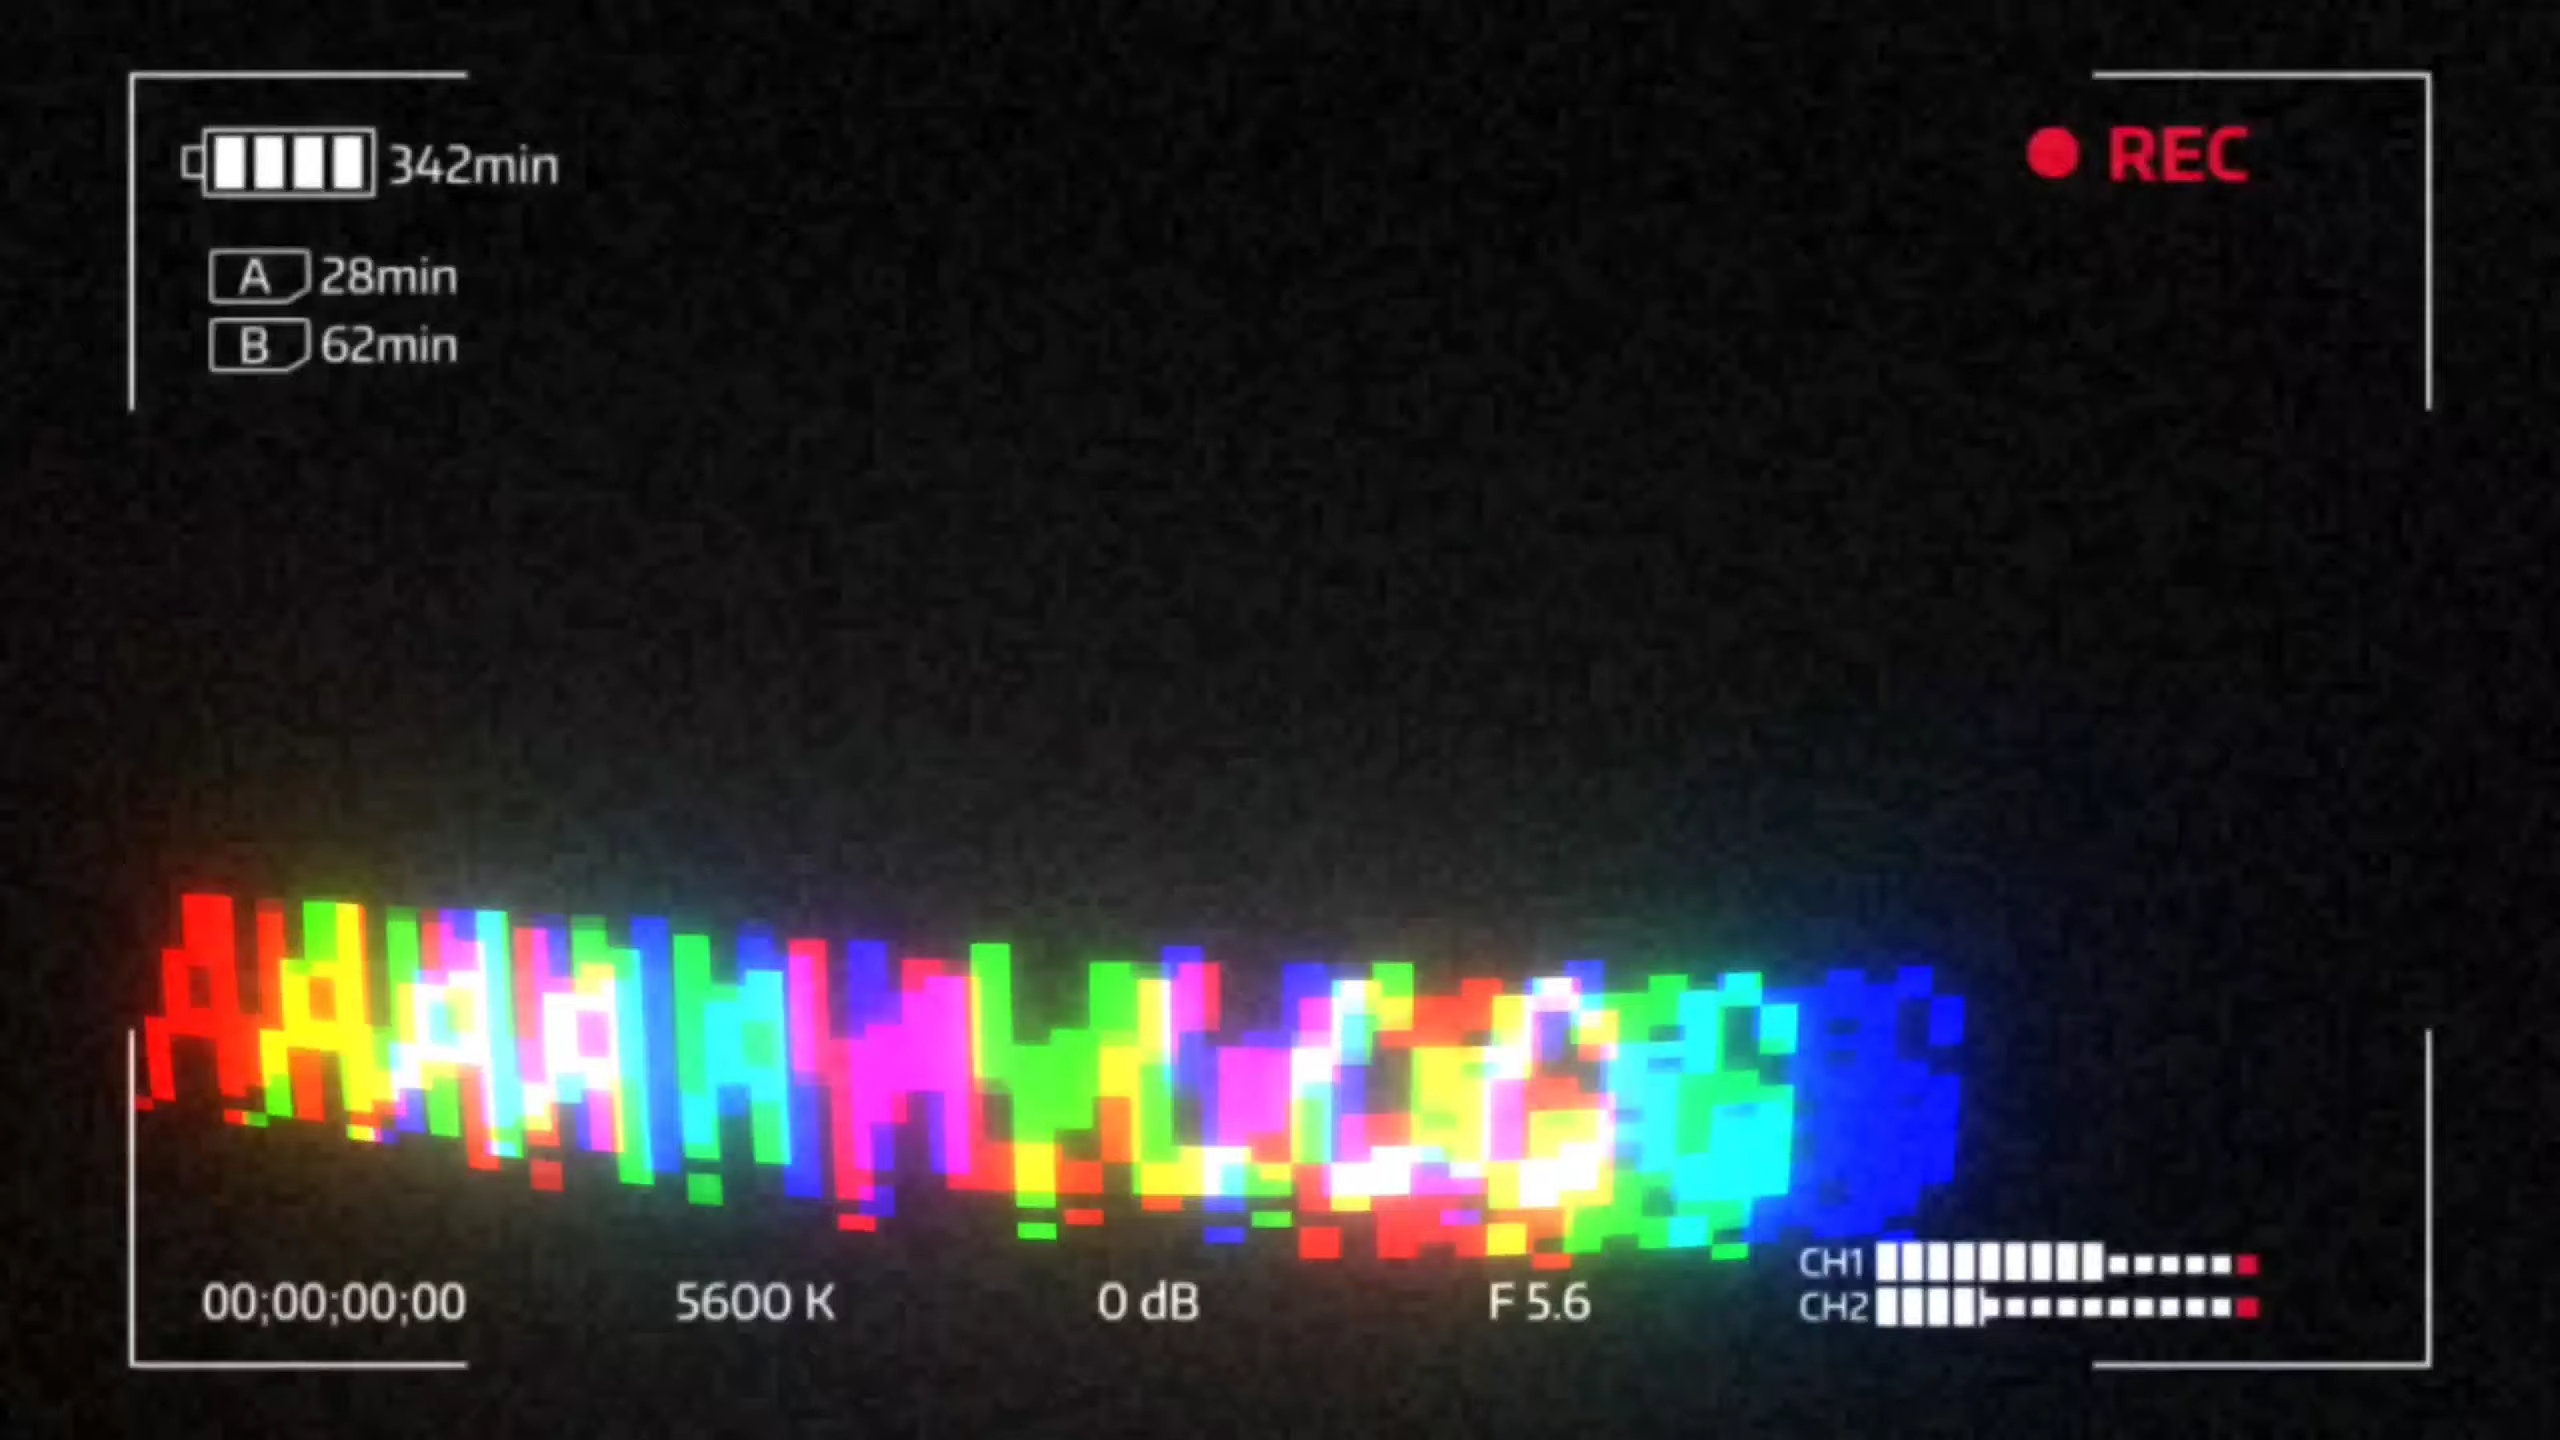 342min
REC
A 28min
B 62min
00;00;00;00
5600 K
0 dB
F 5.6
CH1
CH2